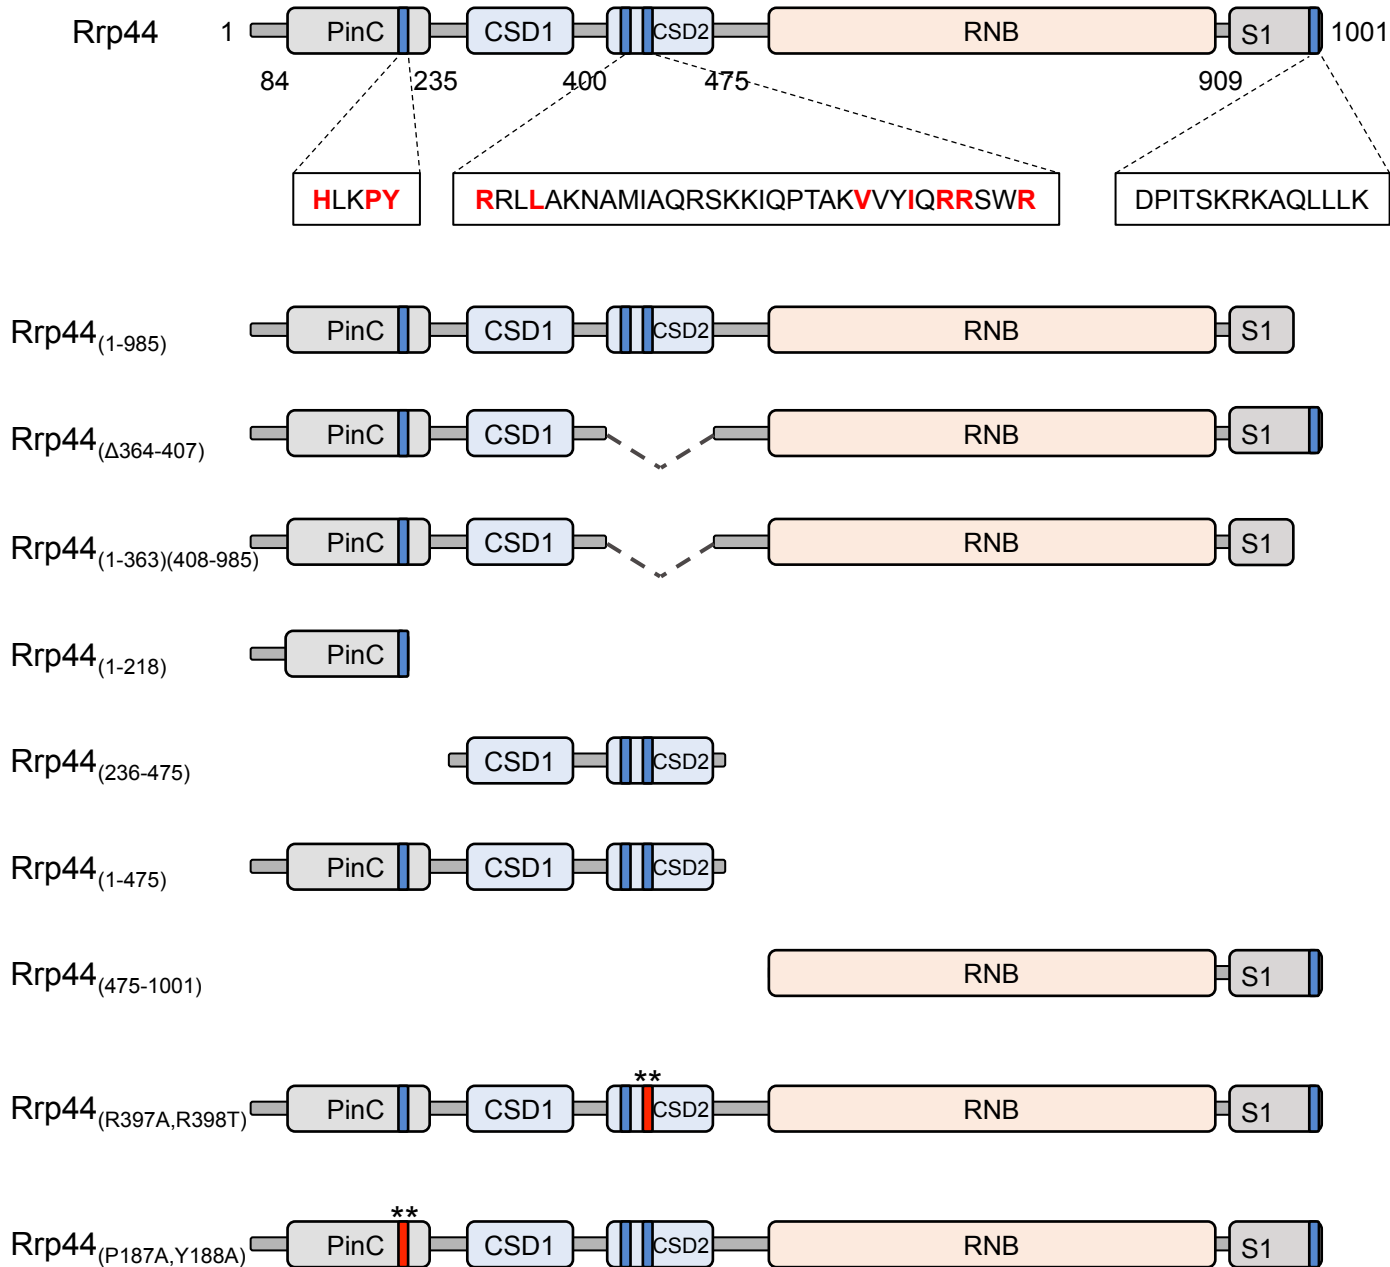 Rrp44 1 PinC CSD1 CSD2 RNB S1 1001
84 235 400 475 909
HLKPY RRLLAKNAMIAQRSKKIQPTAKVVYIQRRSWR DPITSKRKAQLLLK
Rrp44(1-985) PinC CSD1 CSD2 RNB S1
Rrp44(Δ364-407) PinC CSD1 RNB S1
Rrp44(1-363)(408-985) PinC CSD1 RNB S1
Rrp44(1-218) PinC
Rrp44(236-475) CSD1 CSD2
Rrp44(1-475) PinC CSD1 CSD2
Rrp44(475-1001) RNB S1
**
Rrp44(R397A,R398T) PinC CSD1 CSD2 RNB S1
**
Rrp44(P187A,Y188A) PinC CSD1 CSD2 RNB S1